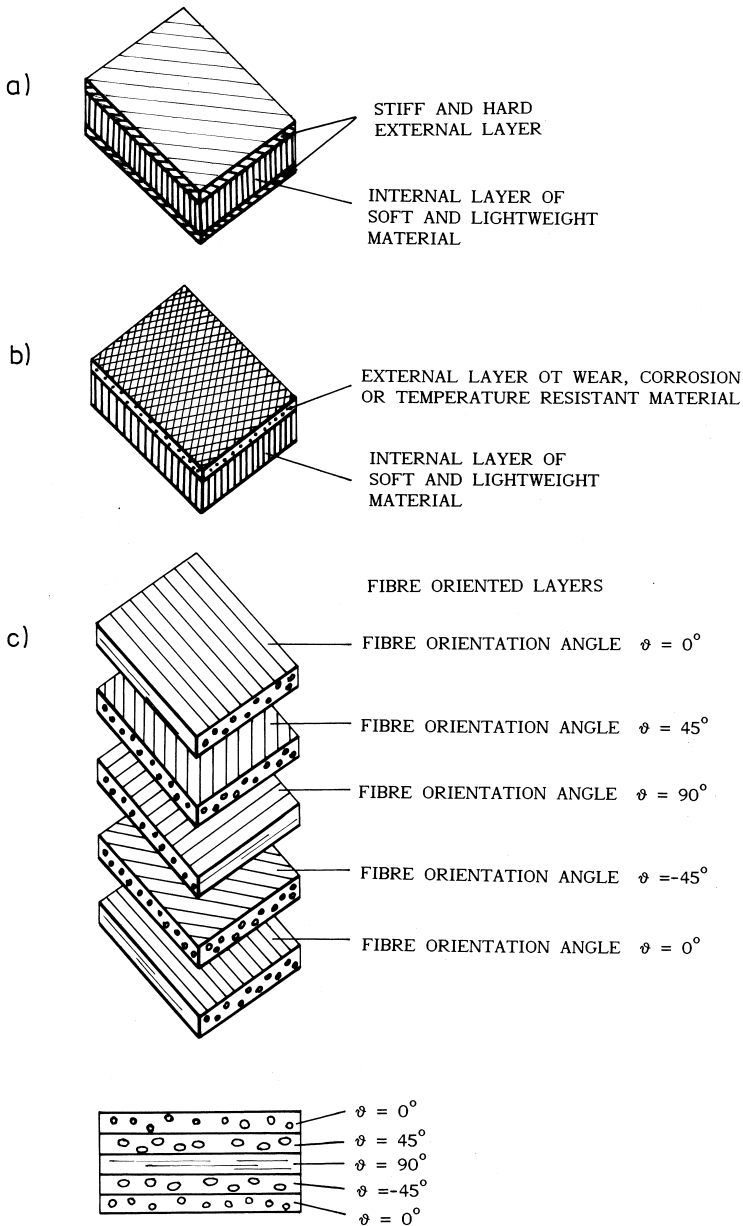 a)
STIFF AND HARD
EXTERNAL LAYER
INTERNAL LAYER OF
SOFT AND LIGHTWEIGHT
MATERIAL
b)
EXTERNAL LAYER OT WEAR, CORROSION
OR TEMPERATURE RESISTANT MATERIAL
INTERNAL LAYER OF
SOFT AND LIGHTWEIGHT
MATERIAL
c)
FIBRE ORIENTED LAYERS
FIBRE ORIENTATION ANGLE ϑ = 0°
FIBRE ORIENTATION ANGLE ϑ = 45°
FIBRE ORIENTATION ANGLE ϑ = 90°
FIBRE ORIENTATION ANGLE ϑ =-45°
FIBRE ORIENTATION ANGLE ϑ = 0°
ϑ = 0°
ϑ = 45°
ϑ = 90°
ϑ =-45°
ϑ = 0°